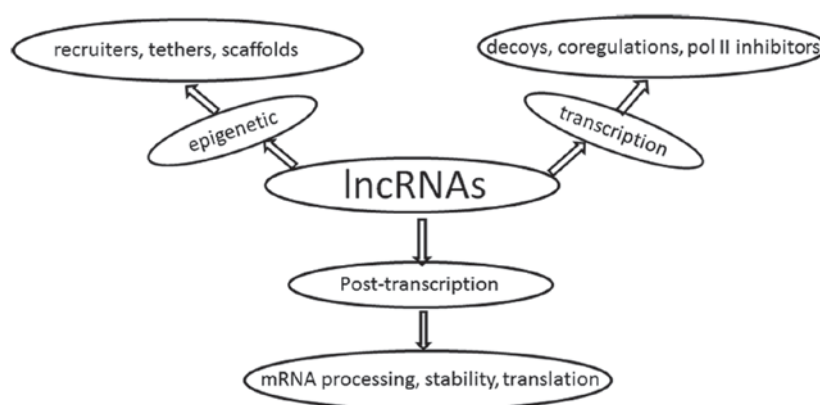 recruiters, tethers, scaffolds
decoys, coregulations, pol II inhibitors
epigenetic
transcription
lncRNAs
Post-transcription
mRNA processing, stability, translation